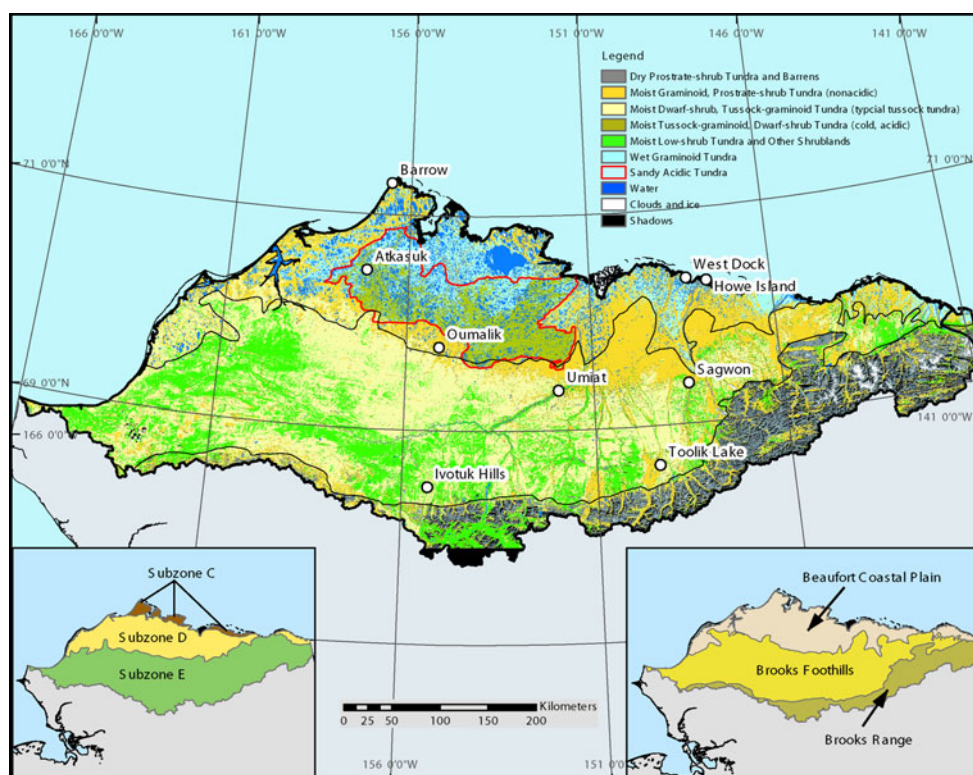 166 0'0"W
161 0'0"W
156 0'0"W
151 0'0"W
146 0'0"W
141 0'0"W
Legend
Dry Prostrate-shrub Tundra and Barrens
Moist Graminoid, Prostrate-shrub Tundra (nonacidic)
Moist Dwarf-shrub, Tussock-graminoid Tundra (typcial tussock tundra)
Moist Tussock-graminoid, Dwarf-shrub Tundra (cold, acidic)
Moist Low-shrub Tundra and Other Shrublands
Wet Graminoid Tundra
Sandy Acidic Tundra
Water
Clouds and ice
Shadows
71 0'0"N
71 0'0"N
Barrow
Atkasuk
West Dock
Howe Island
Oumalik
Umiat
Sagwon
69 0'0"N
166 0'0"W
141 0'0"W
Toolik Lake
Ivotuk Hills
Subzone C
Subzone D
Subzone E
Beaufort Coastal Plain
Brooks Foothills
Brooks Range
Kilometers
0 25 50 100 150 200
156 0'0"W
151 0'0"W